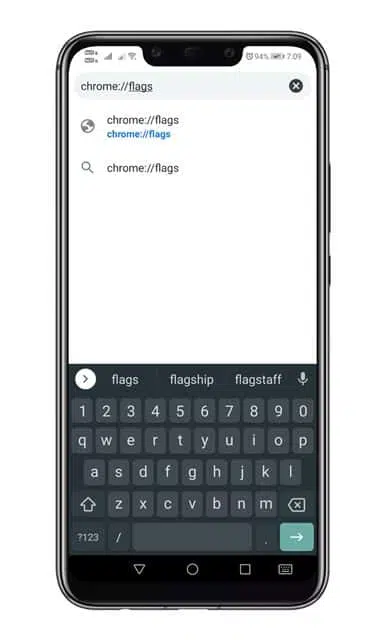 94% 7.09
chrome://flags
chrome://flags
chrome://flags
chrome://flags
flags flagship flagstaff
1 2 3 4 5 6 7 8 9 0
q w e r t y u i o p
a s d f g h j k l
z x c v b n m
?123 / .